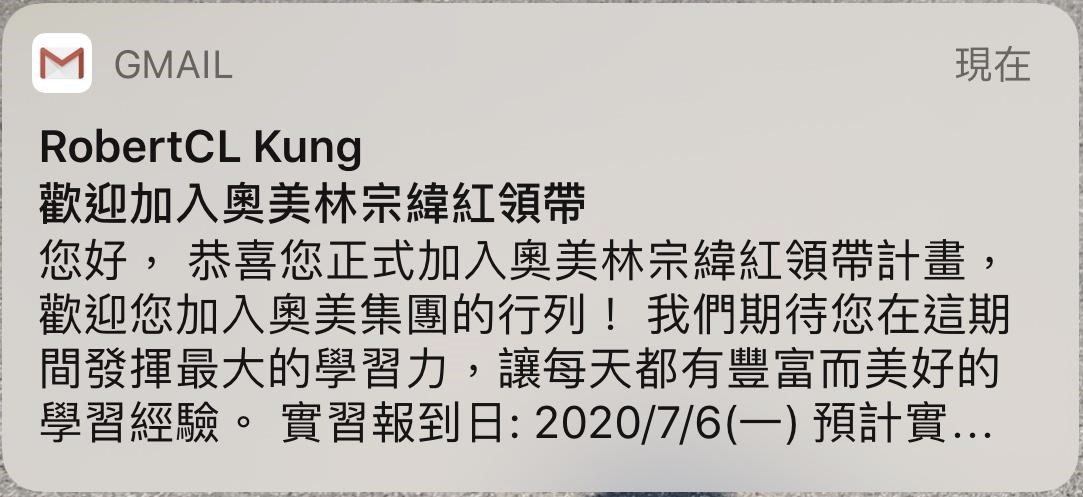 GMAIL
現在
RobertCL Kung
歡迎加入奧美林宗緯紅領帶
您好， 恭喜您正式加入奧美林宗緯紅領帶計畫，
歡迎您加入奧美集團的行列！ 我們期待您在這期
間發揮最大的學習力，讓每天都有豐富而美好的
學習經驗。 實習報到日: 2020/7/6(一) 預計實...